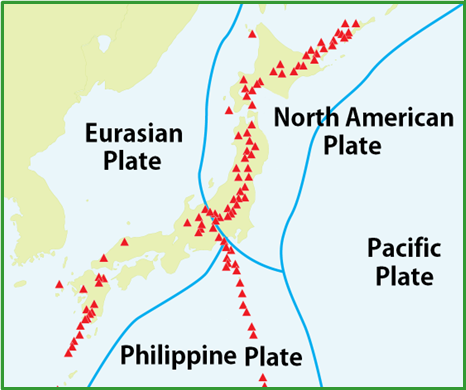 Eurasian
Plate
North American
Plate
Pacific
Plate
Philippine Plate